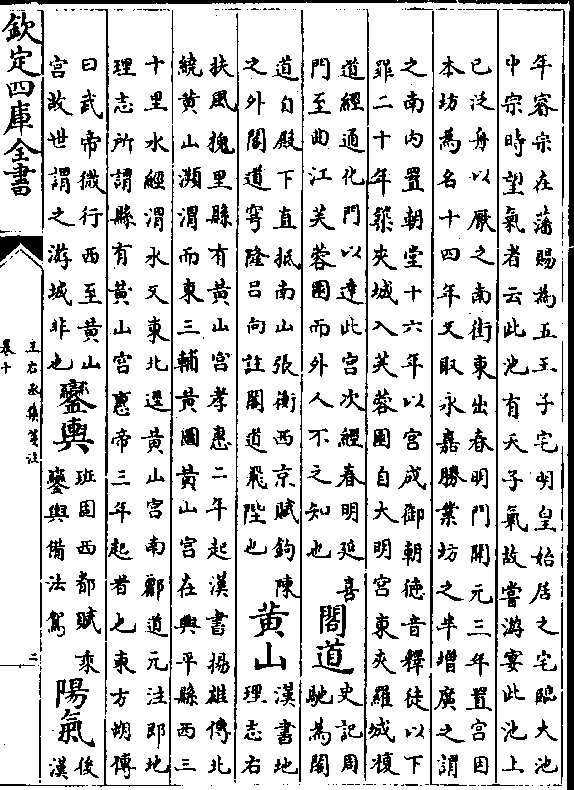 年睿宗在藩賜為五王子宅明皇始居之宅臨大池
中宗時望氣者云此池有天子氣故嘗游宴此池上
已泛舟以厭之南街東出春明門開元三年置宫因
本坊為名十四年又取永嘉勝業坊之半增廣之謂
之南内置朝堂十六年以宫成御朝徳音釋徒以下
罪二十年築夾城入芙蓉園自大明宫東夾羅城複
道經通化門以達此宫次經春明延喜
門至曲江芙蓉園而外人不之知也
閣道
史記周
馳為閣
道自殿下直抵南山張衡西京賦鈎陳
之外閣道穹隆吕向註閣道飛陛也
黄山
漢書地
理志右
扶風槐里縣有黄山宫孝惠二年起漢書揚雄傳北
繞黄山瀕渭而東三輔黄圖黄山宫在興平縣西三
十里水經渭水又東北逕黄山宫南酈道元注即地
理志所謂縣有黄山宫惠帝三年起者之東方朔傳
曰武帝微行西至黄山
宫故世謂之游城非也
鑾輿
班固西都賦乘
鑾輿備法駕
陽氣
後
漢
欽定四庫全書
王右丞集箋注
卷十
二